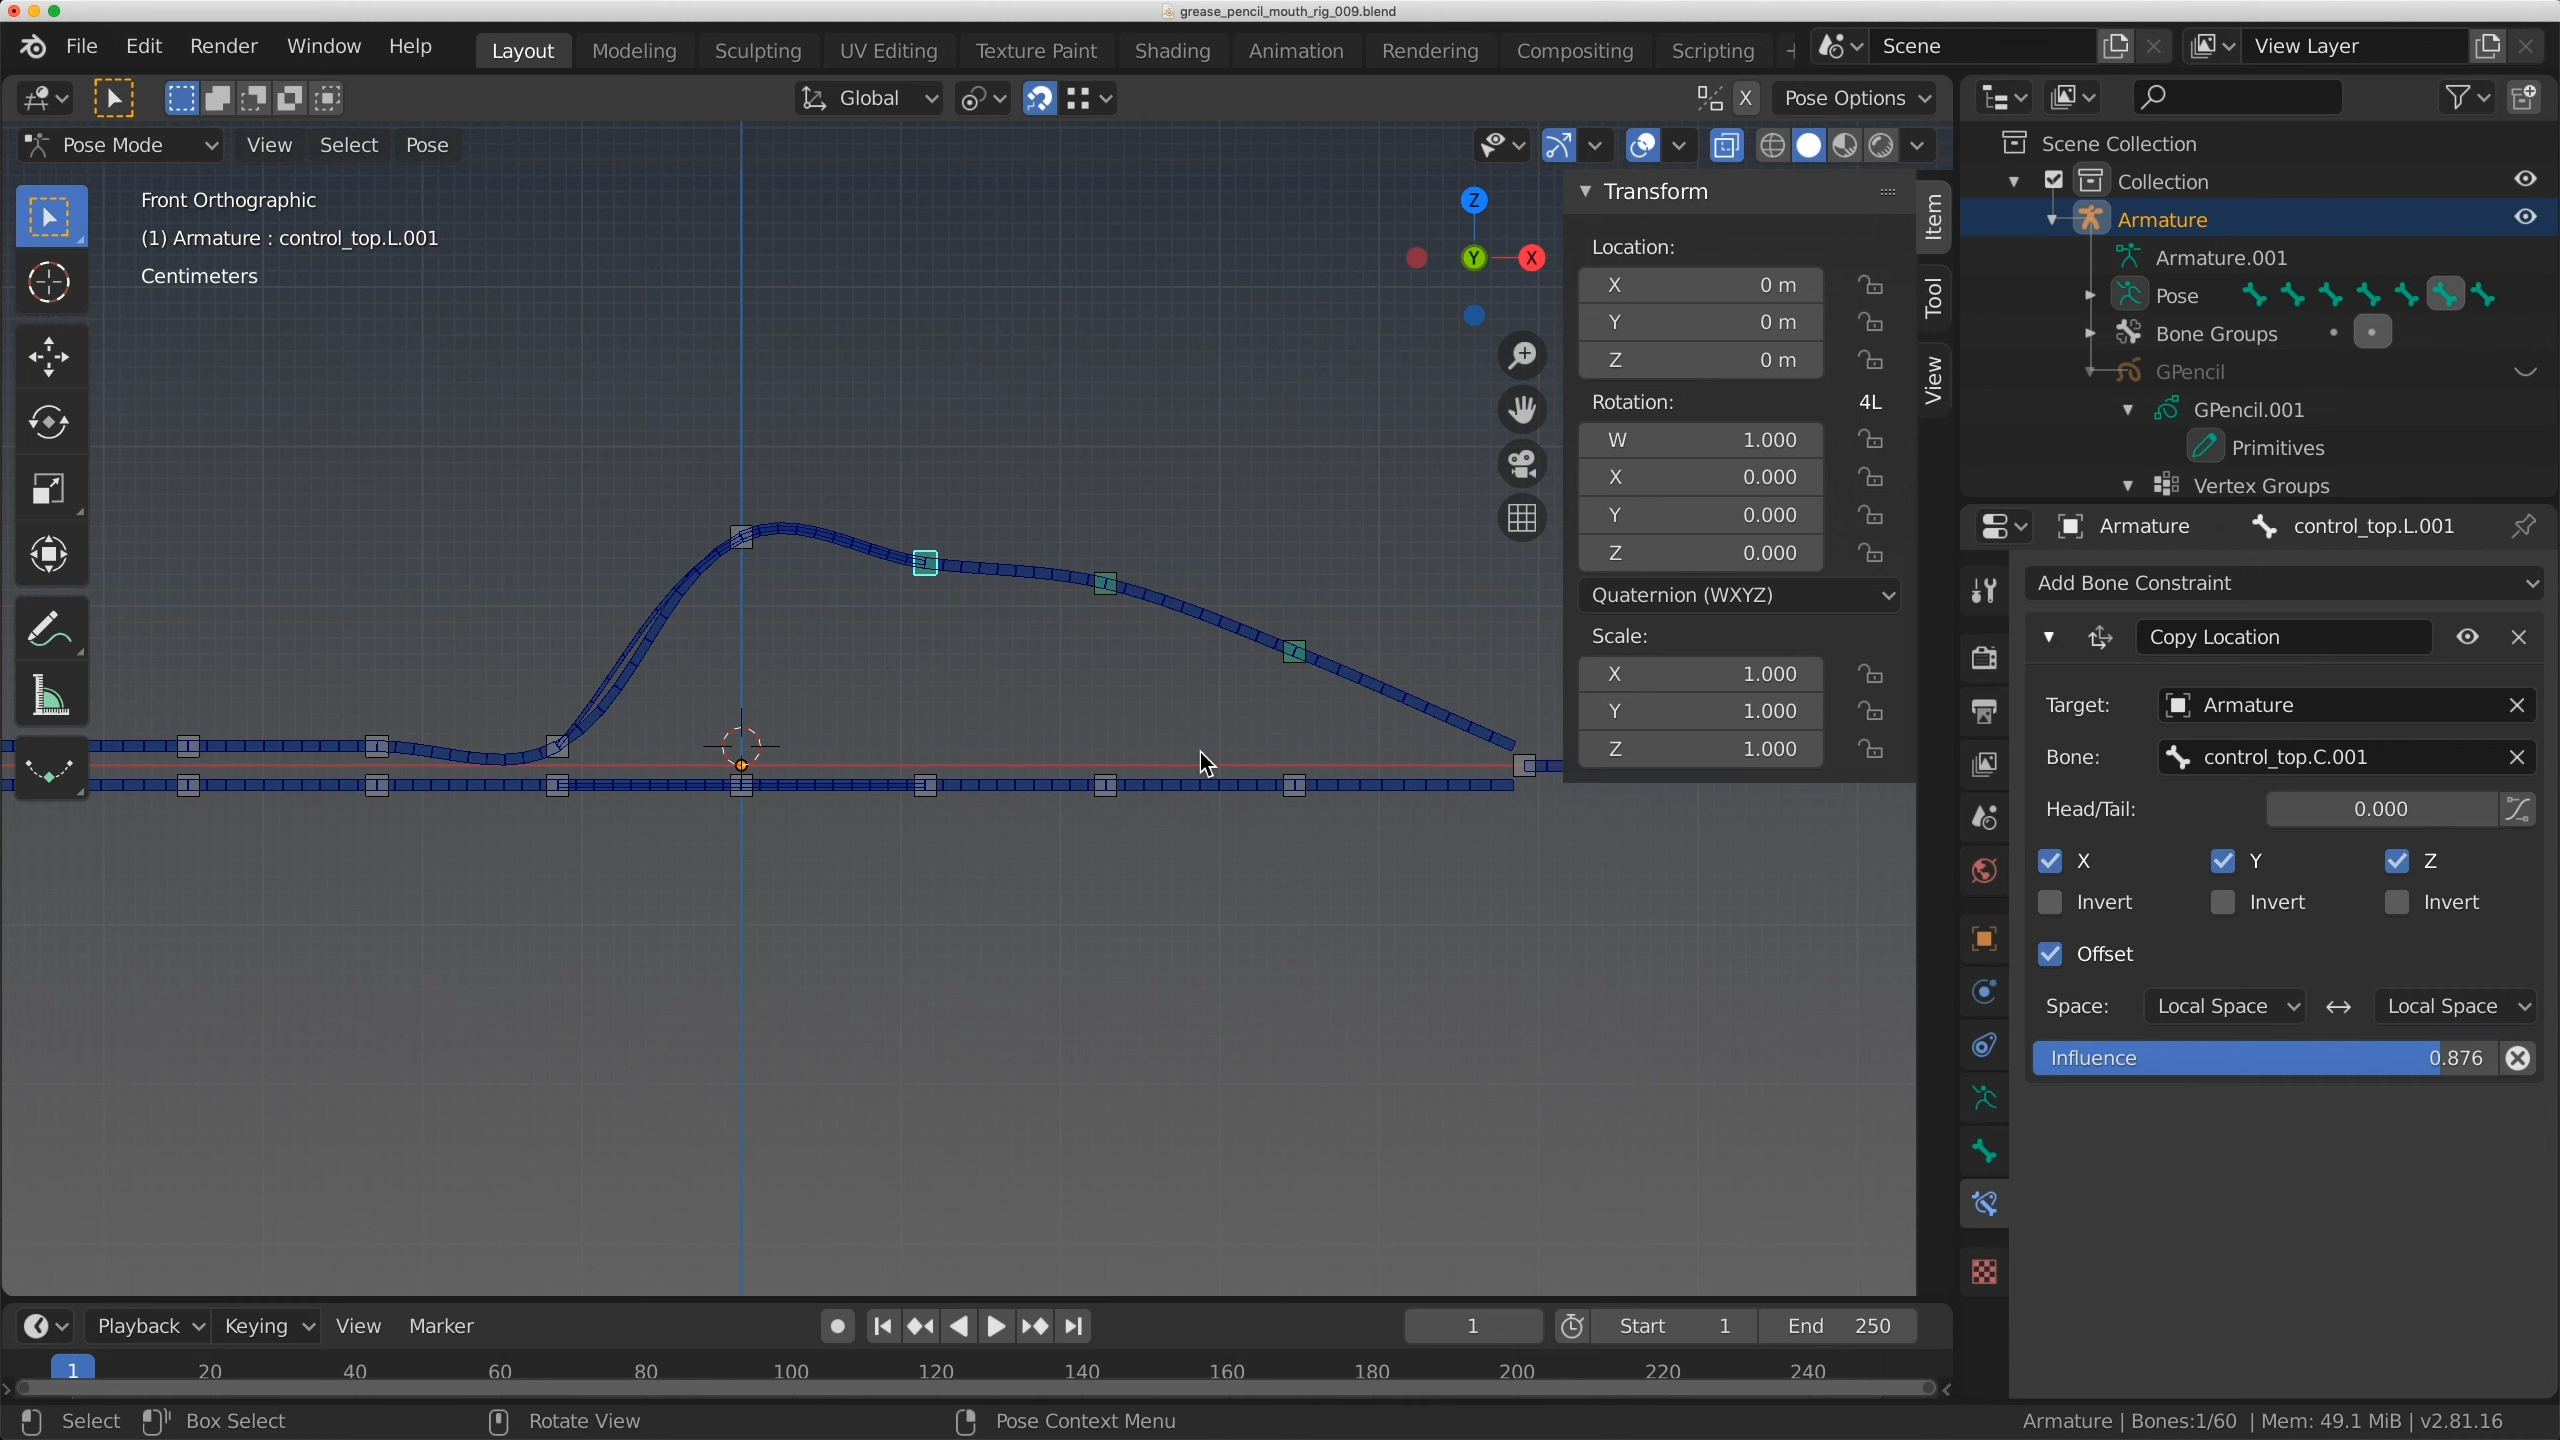 grease_pencil_mouth_rig_009.blend
File Edit Render Window Help Layout Modeling Sculpting UV Editing Texture Paint Shading Animation Rendering Compositing Scripting + Scene View Layer
Global X Pose Options
Pose Mode View Select Pose
Front Orthographic
(1) Armature : control_top.L.001
Centimeters
Z
Y
X
Transform
Location:
X 0 m
Y 0 m
Z 0 m
Rotation: 4L
W 1.000
X 0.000
Y 0.000
Z 0.000
Quaternion (WXYZ)
Scale:
X 1.000
Y 1.000
Z 1.000
Item
Tool
View
Scene Collection
Collection
Armature
Armature.001
Pose
Bone Groups
GPencil
GPencil.001
Primitives
Vertex Groups
Armature control_top.L.001
Add Bone Constraint
Copy Location
Target: Armature
Bone: control_top.C.001
Head/Tail: 0.000
X Y Z
Invert Invert Invert
Offset
Space: Local Space Local Space
Influence 0.876
Playback Keying View Marker 1 Start 1 End 250
1 20 40 60 80 100 120 140 160 180 200 220 240
Select Box Select Rotate View Pose Context Menu Armature | Bones:1/60 | Mem: 49.1 MiB | v2.81.16